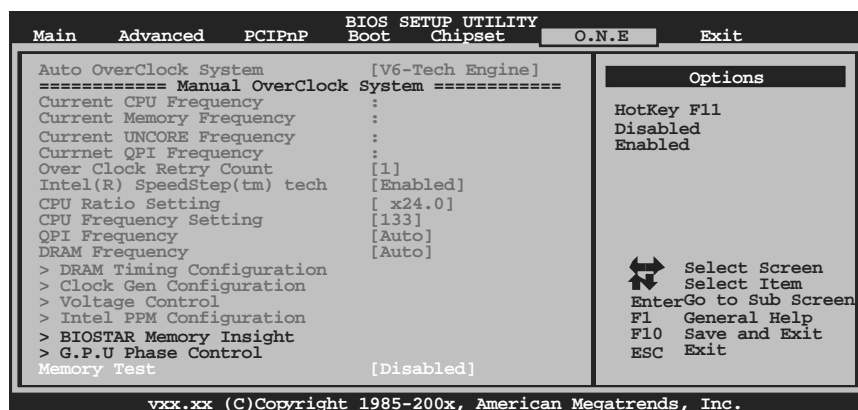 BIOS SETUP UTILITY
Main Advanced PCIPnP Boot Chipset O.N.E Exit
Auto OverClock System [V6-Tech Engine]
============ Manual OverClock System ============
Current CPU Frequency :
Current Memory Frequency :
Current UNCORE Frequency :
Currnet QPI Frequency :
Over Clock Retry Count [1]
Intel(R) SpeedStep(tm) tech [Enabled]
CPU Ratio Setting [ x24.0]
CPU Frequency Setting [133]
QPI Frequency [Auto]
DRAM Frequency [Auto]
> DRAM Timing Configuration
> Clock Gen Configuration
> Voltage Control
> Intel PPM Configuration
> BIOSTAR Memory Insight
> G.P.U Phase Control
Memory Test [Disabled]
Options
HotKey F11
Disabled
Enabled
Select Screen
Select Item
Enter Go to Sub Screen
F1 General Help
F10 Save and Exit
ESC Exit
vxx.xx (C)Copyright 1985-200x, American Megatrends, Inc.